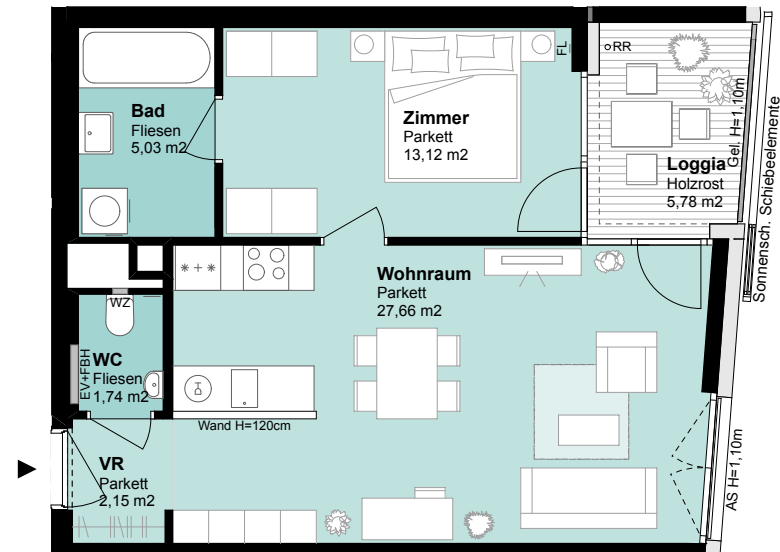 Bad
Fliesen
5,03 m2
Zimmer
Parkett
13,12 m2
FL
RR
Gel. H=1,10m
Loggia
Holzrost
5,78 m2
Sonnensch. Schiebeelemente
Wohnraum
Parkett
27,66 m2
WZ
EV+FBH
WC
Fliesen
1,74 m2
Wand H=120cm
VR
Parkett
2,15 m2
AS H=1,10m